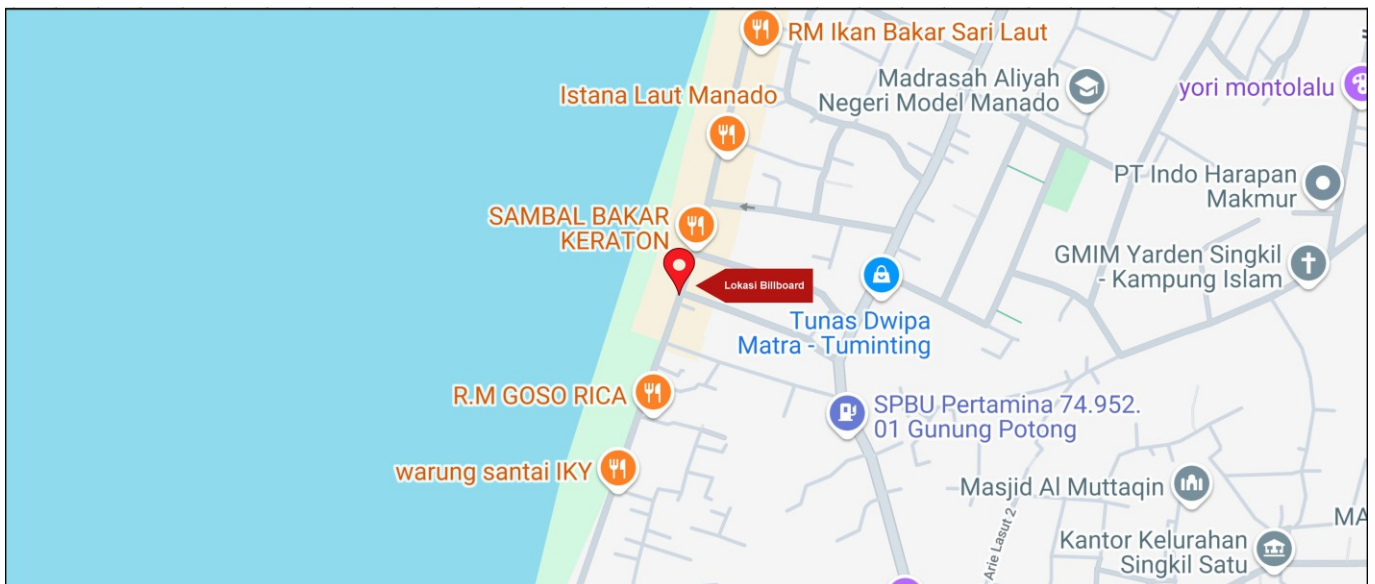 RM Ikan Bakar Sari Laut
Madrasah Aliyah
Negeri Model Manado
yori montolalu
Istana Laut Manado
PT Indo Harapan
Makmur
SAMBAL BAKAR
KERATON
GMIM Yarden Singkil
- Kampung Islam
Lokasi Billboard
Tunas Dwipa
Matra - Tuminting
R.M GOSO RICA
SPBU Pertamina 74.952.
01 Gunung Potong
warung santai IKY
Masjid Al Muttaqin
Arie Lasut 2
MA
Kantor Kelurahan
Singkil Satu